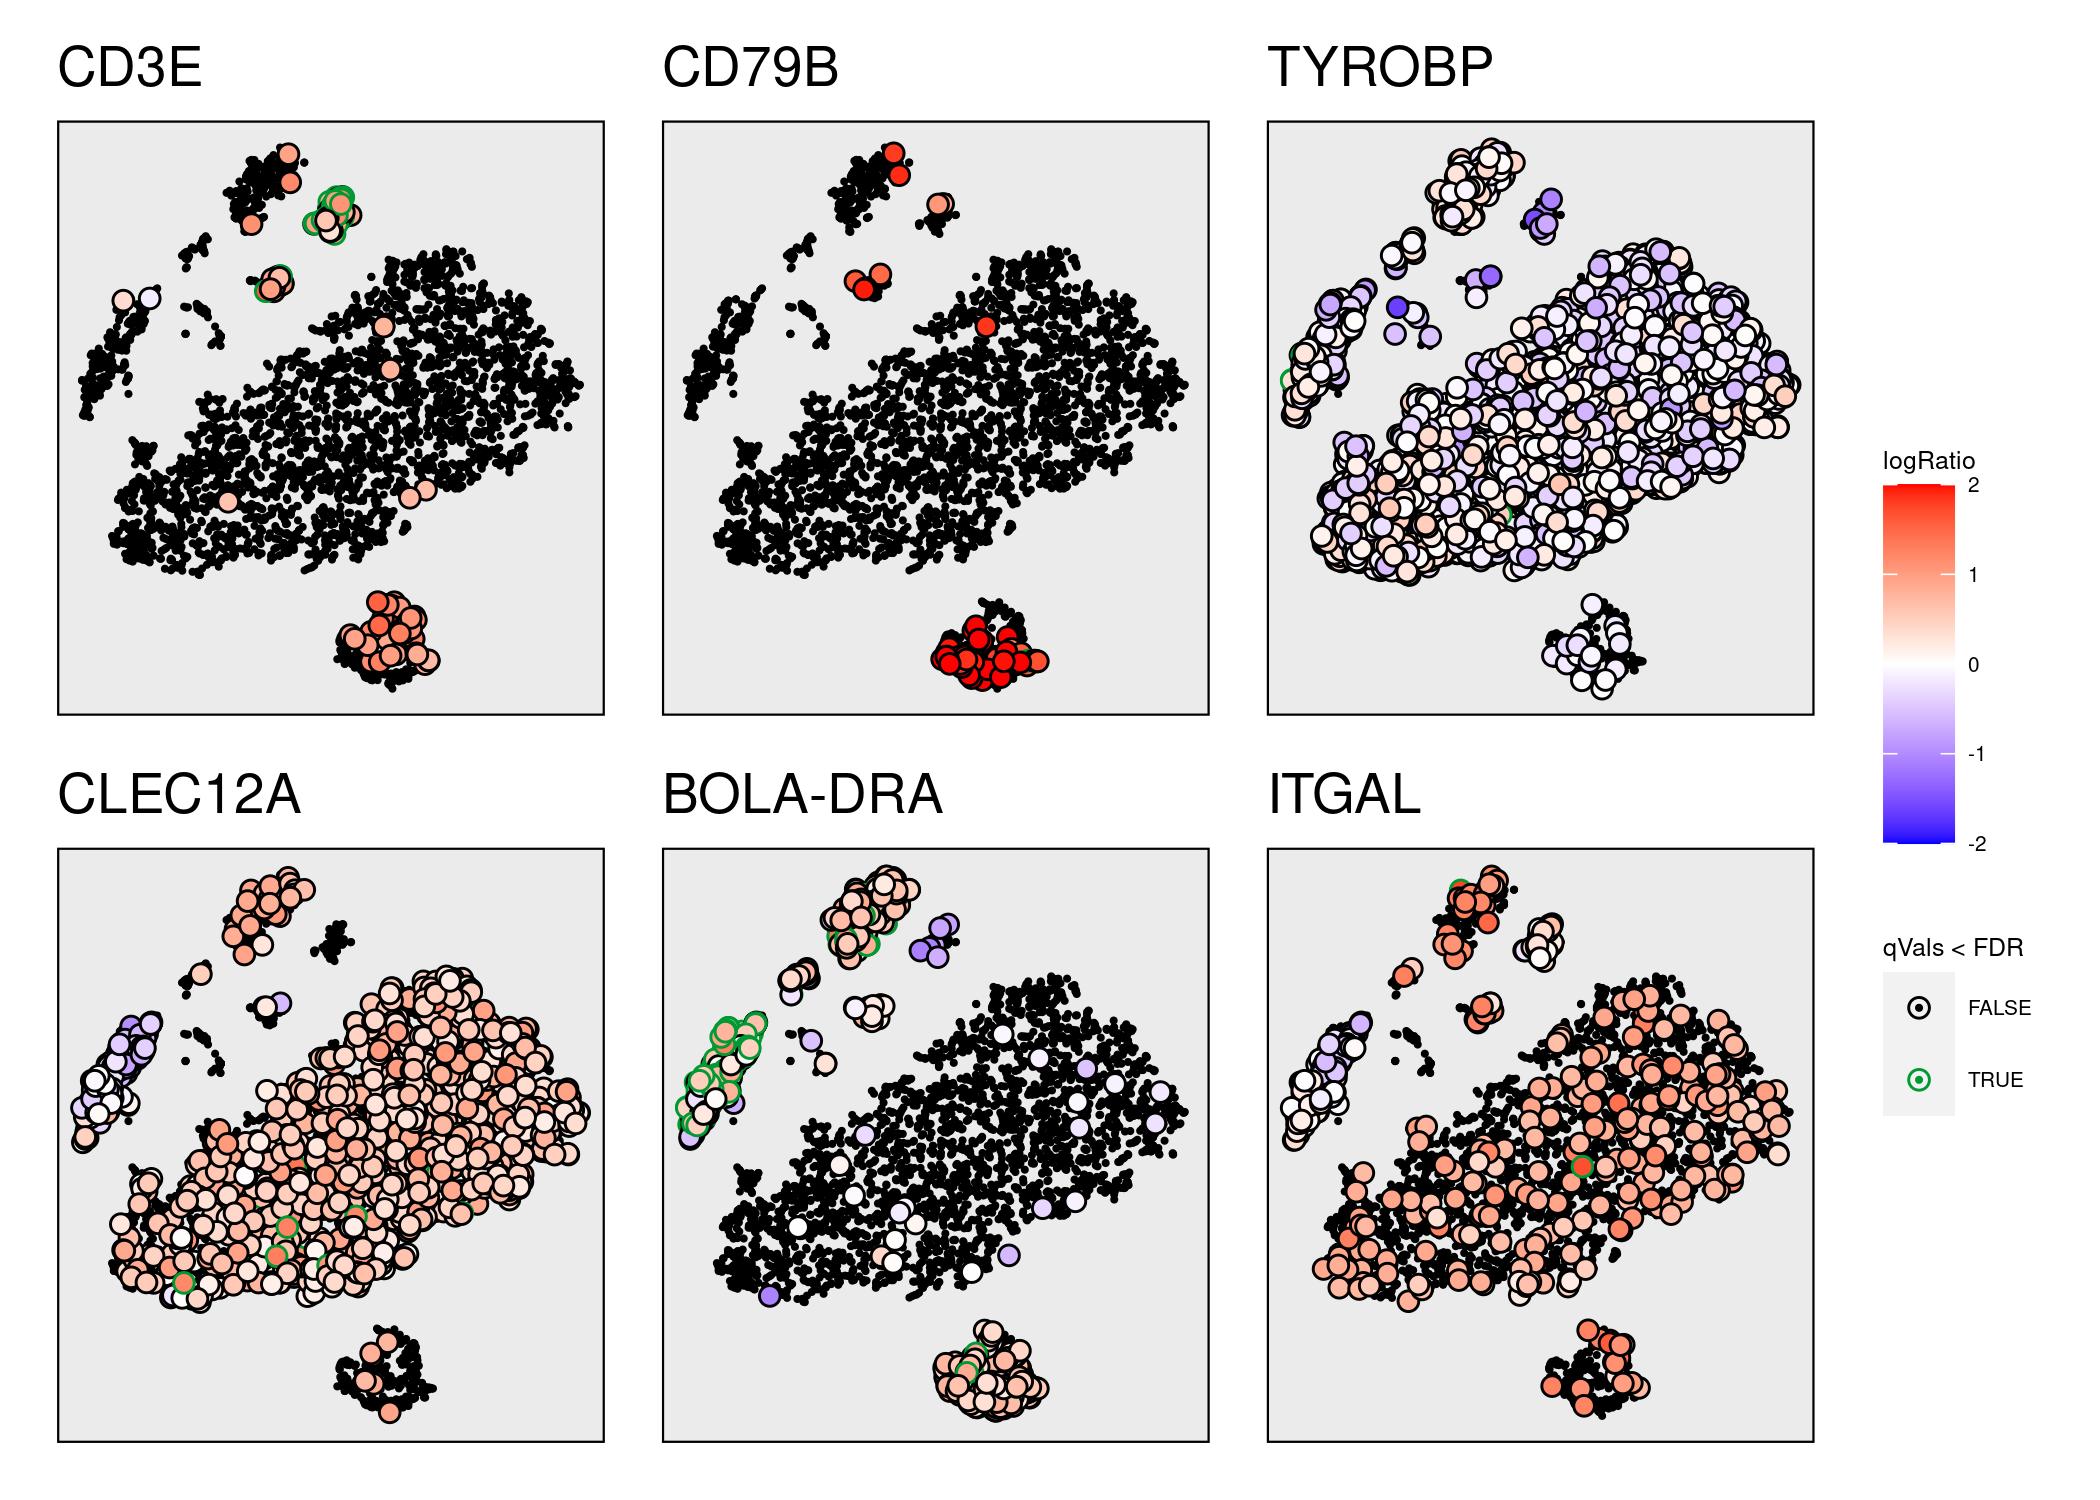 CD3E
CD79B
TYROBP
CLEC12A
BOLA-DRA
ITGAL
logRatio
2
1
0
-1
-2
qVals < FDR
FALSE
TRUE